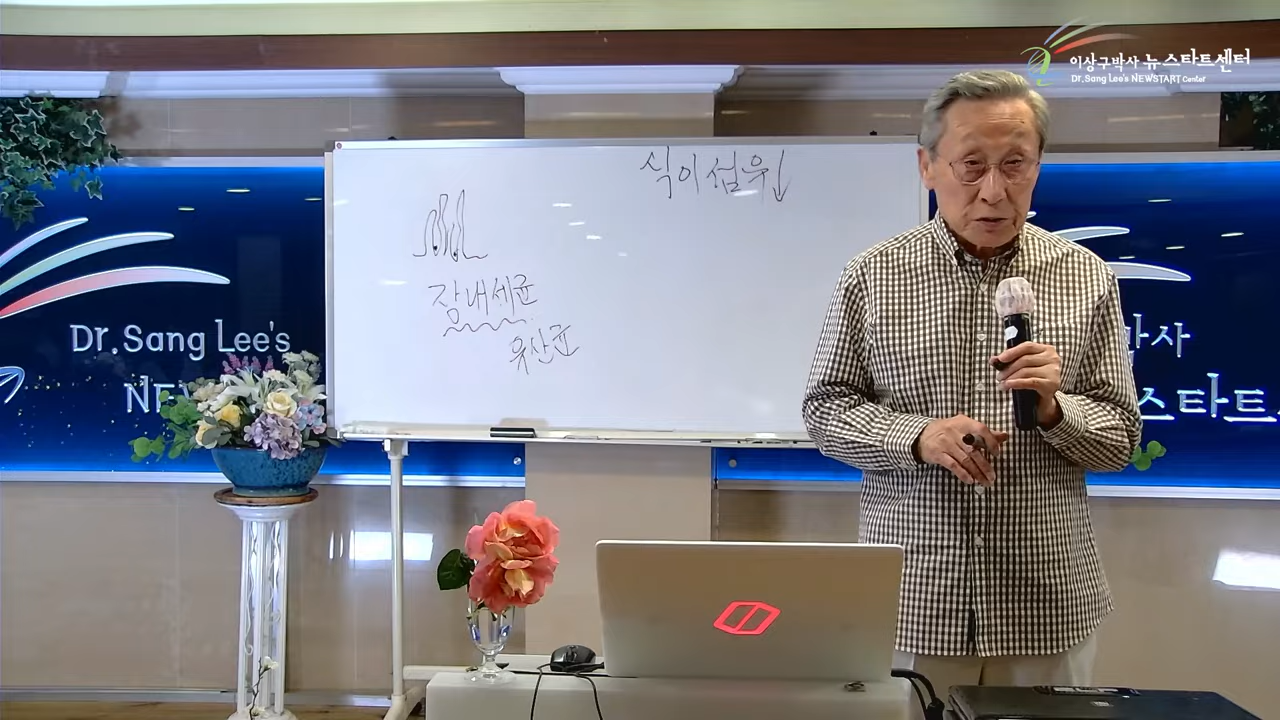 이상구박사 뉴스타트센터
Dr. Sang Lee's NEWSTART Center
식이섬유↓
장내세균
유산균
Dr. Sang Lee's
박사
스타트